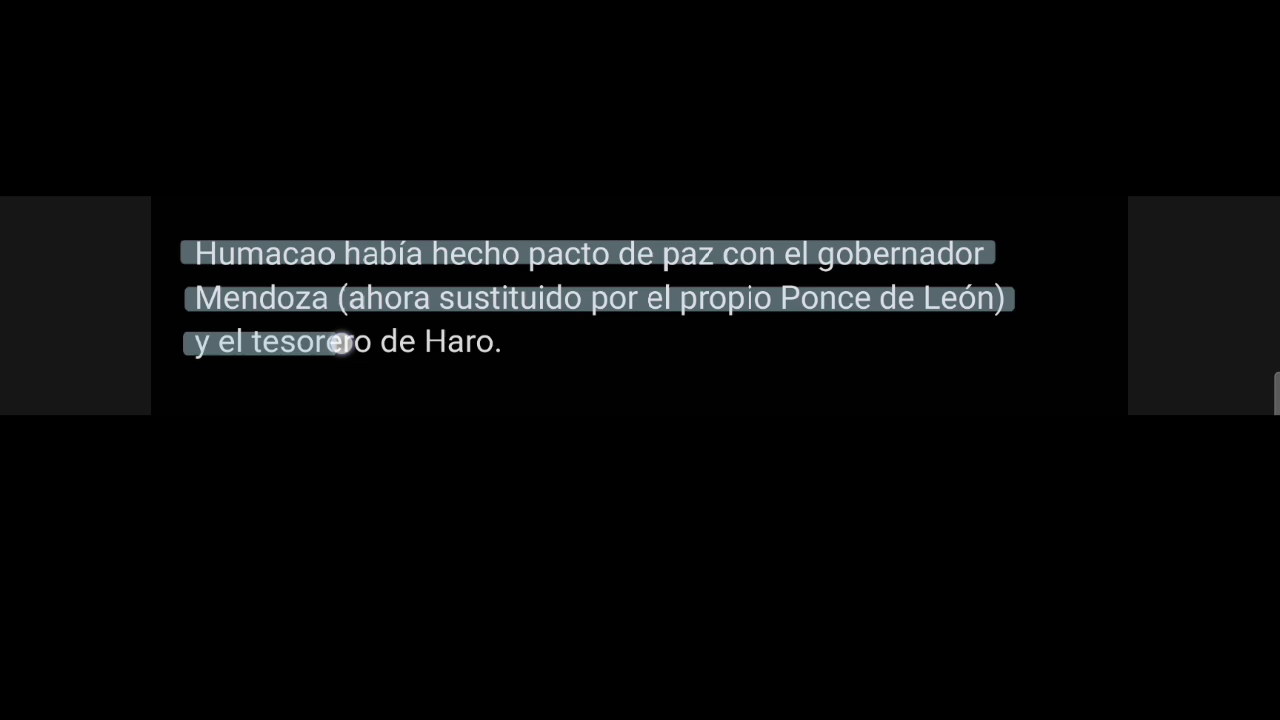 Humacao había hecho pacto de paz con el gobernador
Mendoza (ahora sustituido por el propio Ponce de León)
y el tesorero de Haro.